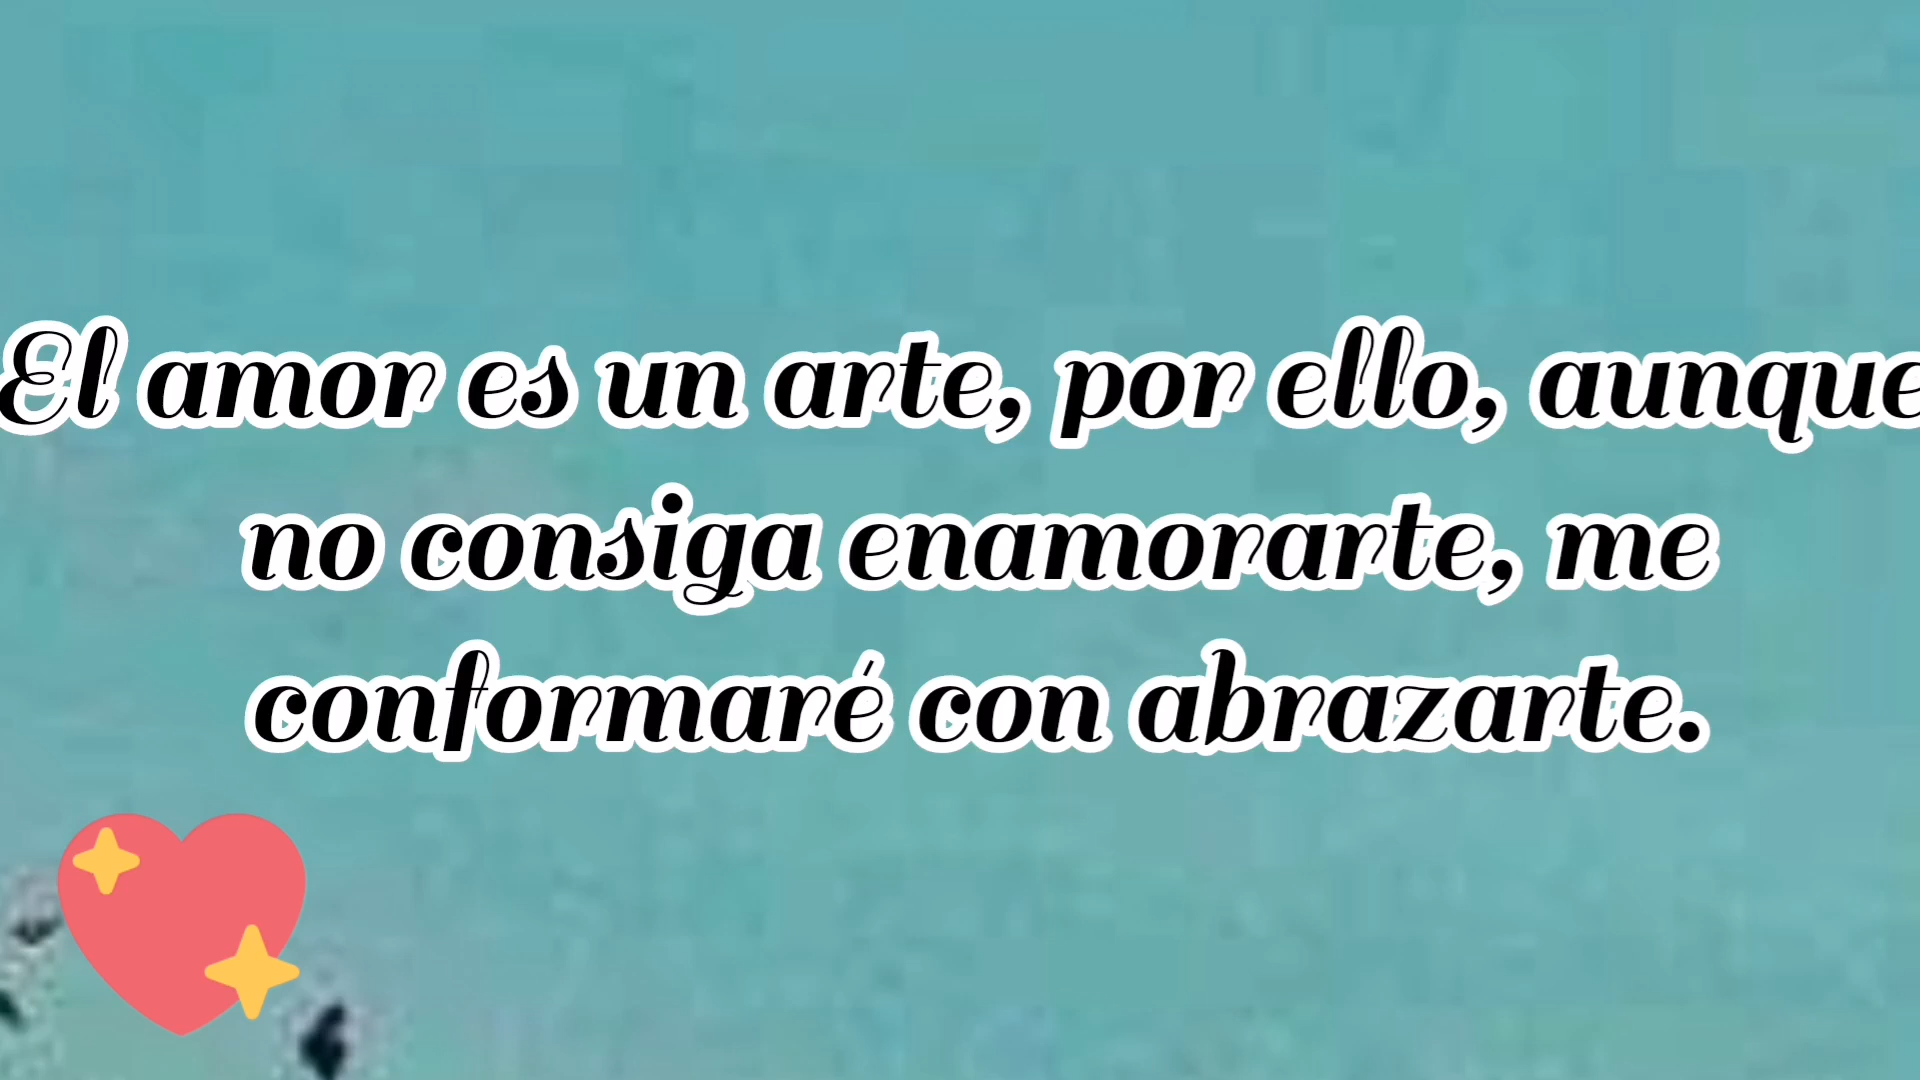 El amor es un arte, por ello, aunque
no consiga enamorarte, me
conformaré con abrazarte.